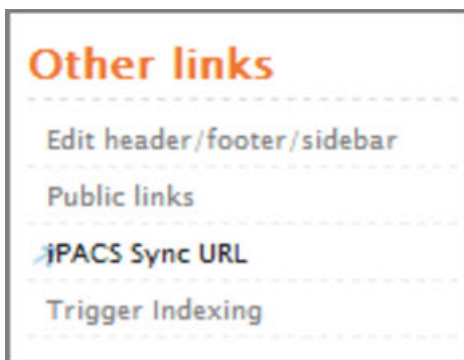 Other links
Edit header/footer/sidebar
Public links
jPACS Sync URL
Trigger Indexing